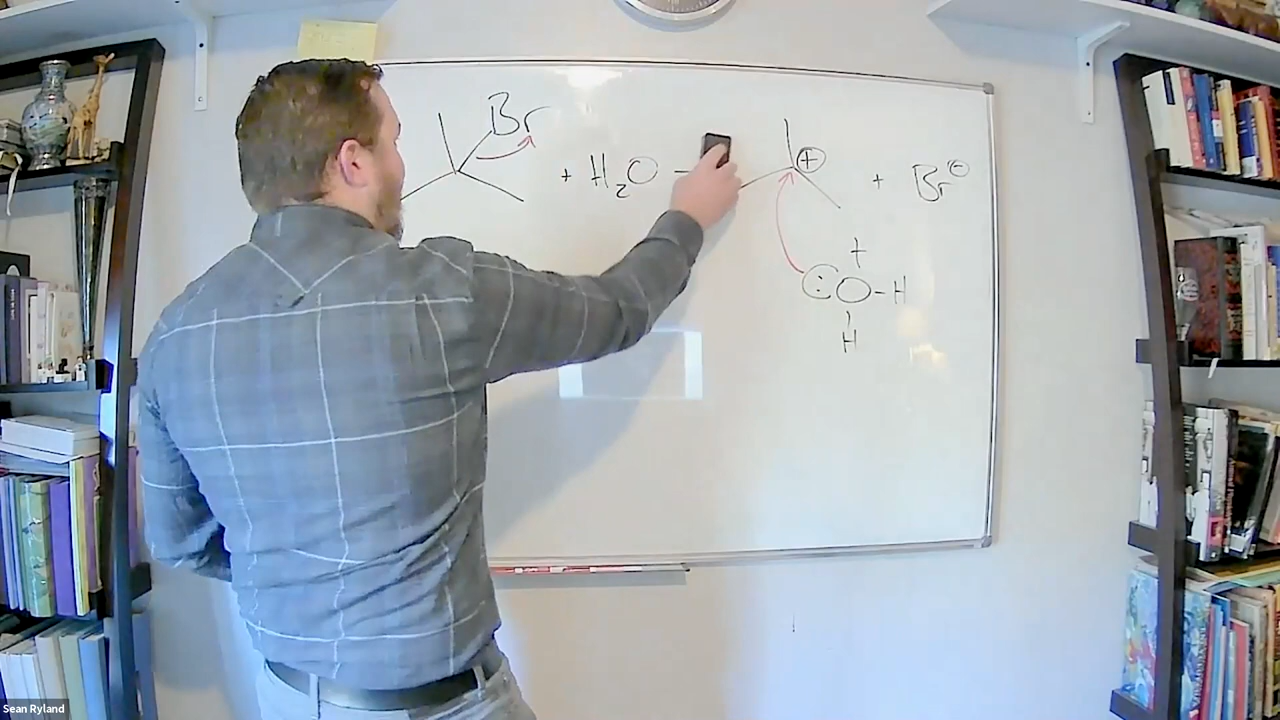 Br
+ H₂O - ⊕ + Br⊖
+
:O-H
H
Sean Ryland